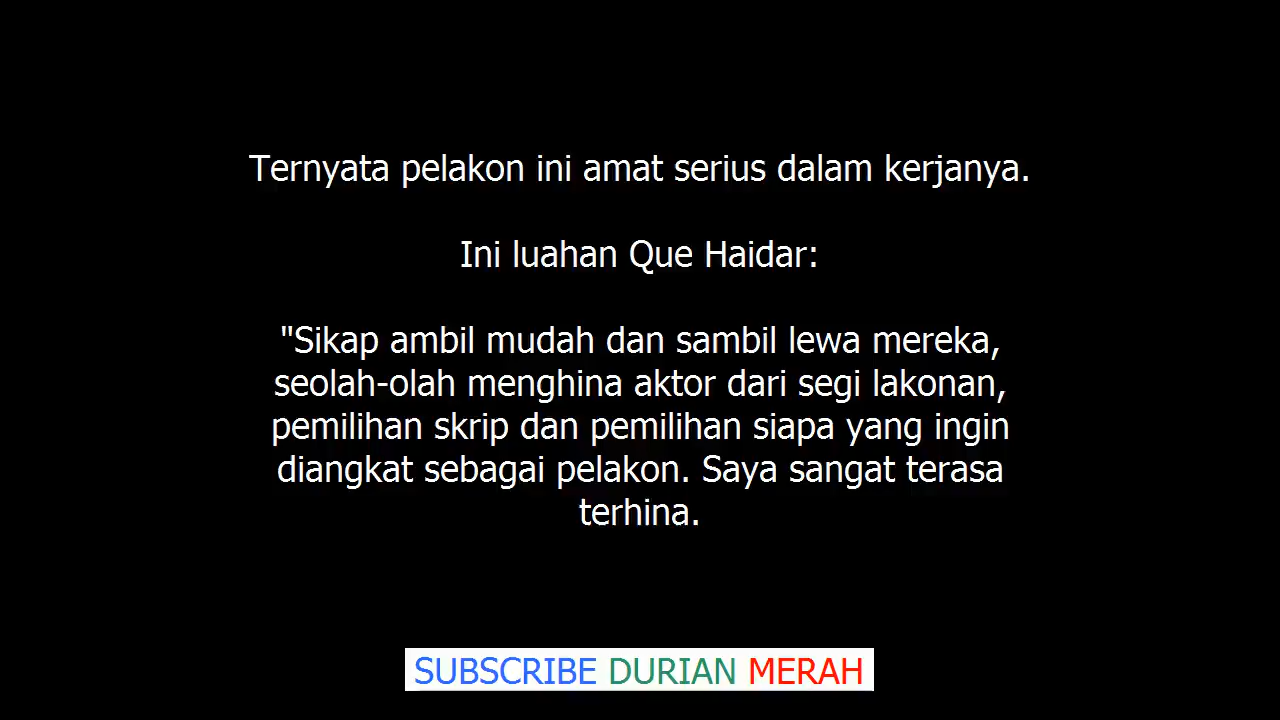 Ternyata pelakon ini amat serius dalam kerjanya.
Ini luahan Que Haidar:
"Sikap ambil mudah dan sambil lewa mereka,
seolah-olah menghina aktor dari segi lakonan,
pemilihan skrip dan pemilihan siapa yang ingin
diangkat sebagai pelakon. Saya sangat terasa
terhina.
SUBSCRIBE DURIAN MERAH